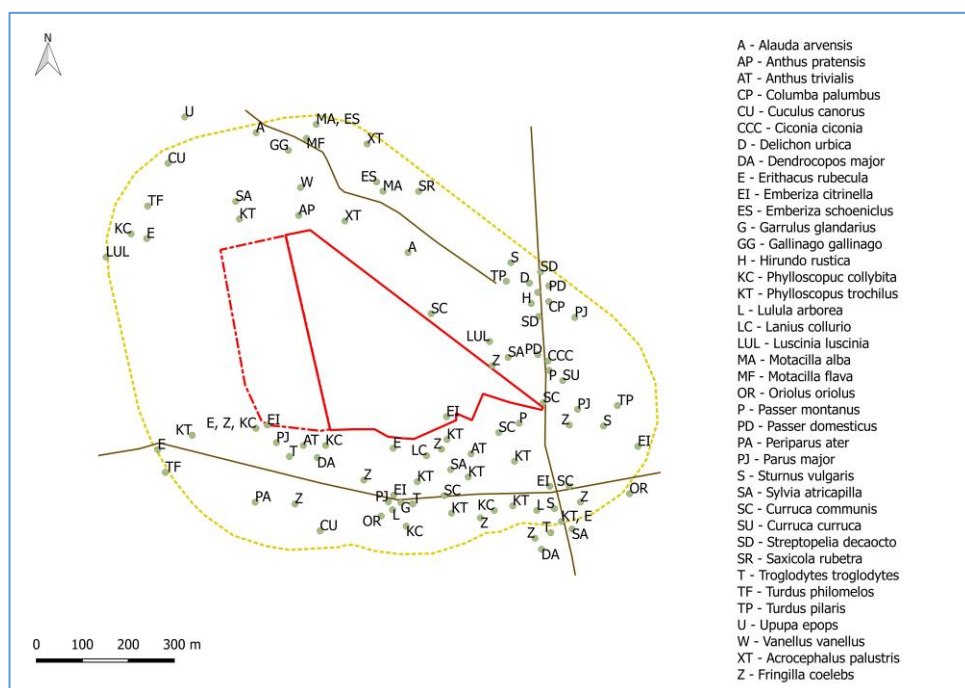 N
U
A
MA, ES
GG
MF
XT
CU
W
ES
MA
SR
SA
TF
KT
AP
XT
KC
E
LUL
A
S
SD
TP
D
PD
H
CP
SD
PJ
SC
LUL
SA
PD
CCC
Z
P
SU
SC
PJ
TP
EI
P
Z
S
E, Z, KC
EI
KT
SC
PJ
AT
KC
KT
E
EI
E
T
LC
Z
AT
DA
KT
TF
SA
KT
Z
KT
EI
SC
OR
PA
Z
EI
SC
PJ
G
T
KT
L
S
Z
OR
L
KT
KC
Z
KT, E
CU
KC
T
SA
Z
DA
0 100 200 300 m
A - Alauda arvensis
AP - Anthus pratensis
AT - Anthus trivialis
CP - Columba palumbus
CU - Cuculus canorus
CCC - Ciconia ciconia
D - Delichon urbica
DA - Dendrocopos major
E - Erithacus rubecula
EI - Emberiza citrinella
ES - Emberiza schoeniclus
G - Garrulus glandarius
GG - Gallinago gallinago
H - Hirundo rustica
KC - Phylloscopuc collybita
KT - Phylloscopus trochilus
L - Lulula arborea
LC - Lanius collurio
LUL - Luscinia luscinia
MA - Motacilla alba
MF - Motacilla flava
OR - Oriolus oriolus
P - Passer montanus
PD - Passer domesticus
PA - Periparus ater
PJ - Parus major
S - Sturnus vulgaris
SA - Sylvia atricapilla
SC - Curruca communis
SU - Curruca curruca
SD - Streptopelia decaocto
SR - Saxicola rubetra
T - Troglodytes troglodytes
TF - Turdus philomelos
TP - Turdus pilaris
U - Upupa epops
W - Vanellus vanellus
XT - Acrocephalus palustris
Z - Fringilla coelebs